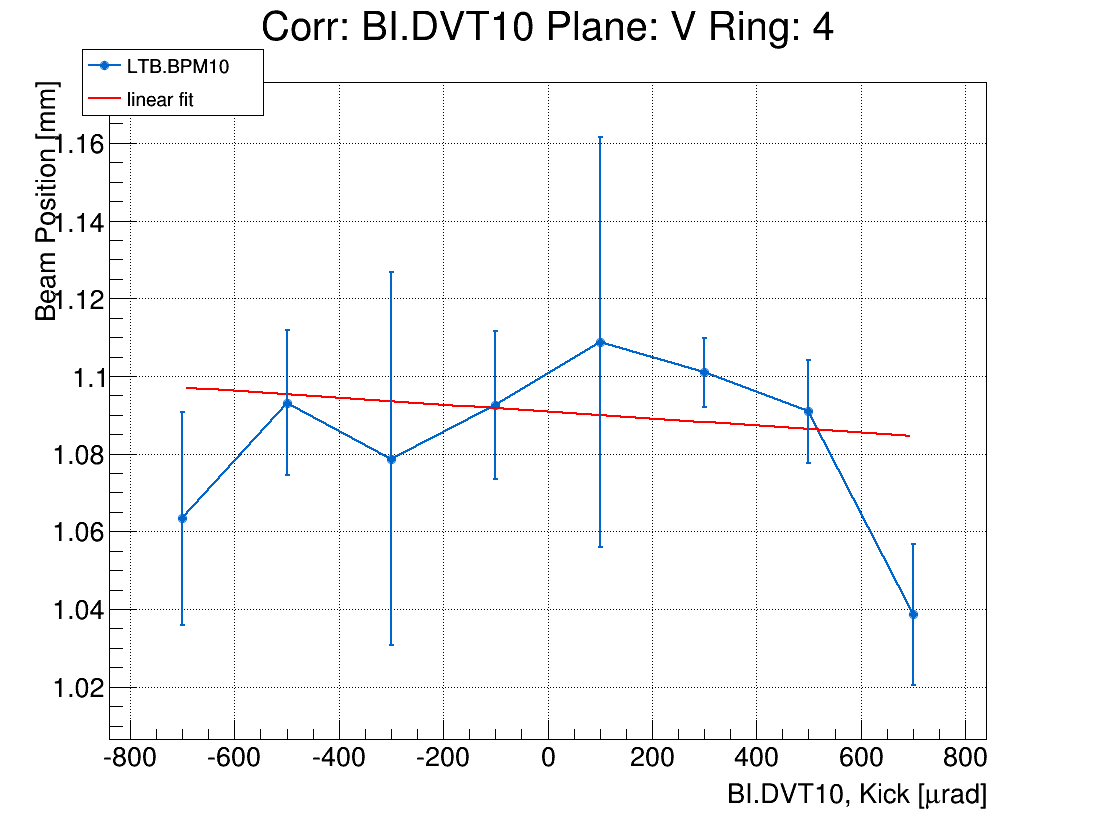 Corr: BI.DVT10 Plane: V Ring: 4
LTB.BPM10
linear fit
Beam Position [mm]
1.16
1.14
1.12
1.1
1.08
1.06
1.04
1.02
-800 -600 -400 -200 0 200 400 600 800
BI.DVT10, Kick [μrad]